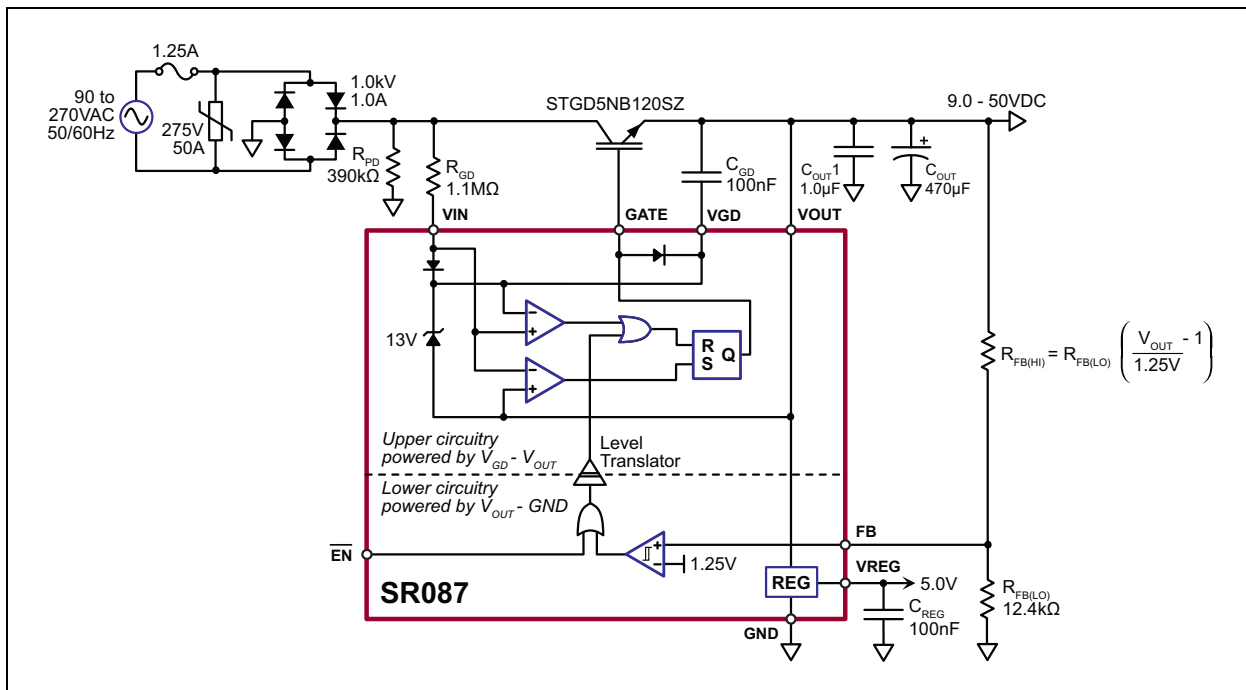 1.25A
90 to
270VAC
50/60Hz
275V
50A
1.0kV
1.0A
STGD5NB120SZ
9.0 - 50VDC
R_PD
390kΩ
R_GD
1.1MΩ
C_GD
100nF
C_OUT1
1.0µF
+
C_OUT
470µF
VIN
GATE
VGD
VOUT
13V
−
+
−
+
R
S
Q
R_FB(HI) = R_FB(LO) (V_OUT - 1 / 1.25V)
Upper circuitry
powered by V_GD - V_OUT
Level
Translator
Lower circuitry
powered by V_OUT - GND
EN
+
−
1.25V
FB
VREG
REG
5.0V
R_FB(LO)
12.4kΩ
C_REG
100nF
SR087
GND